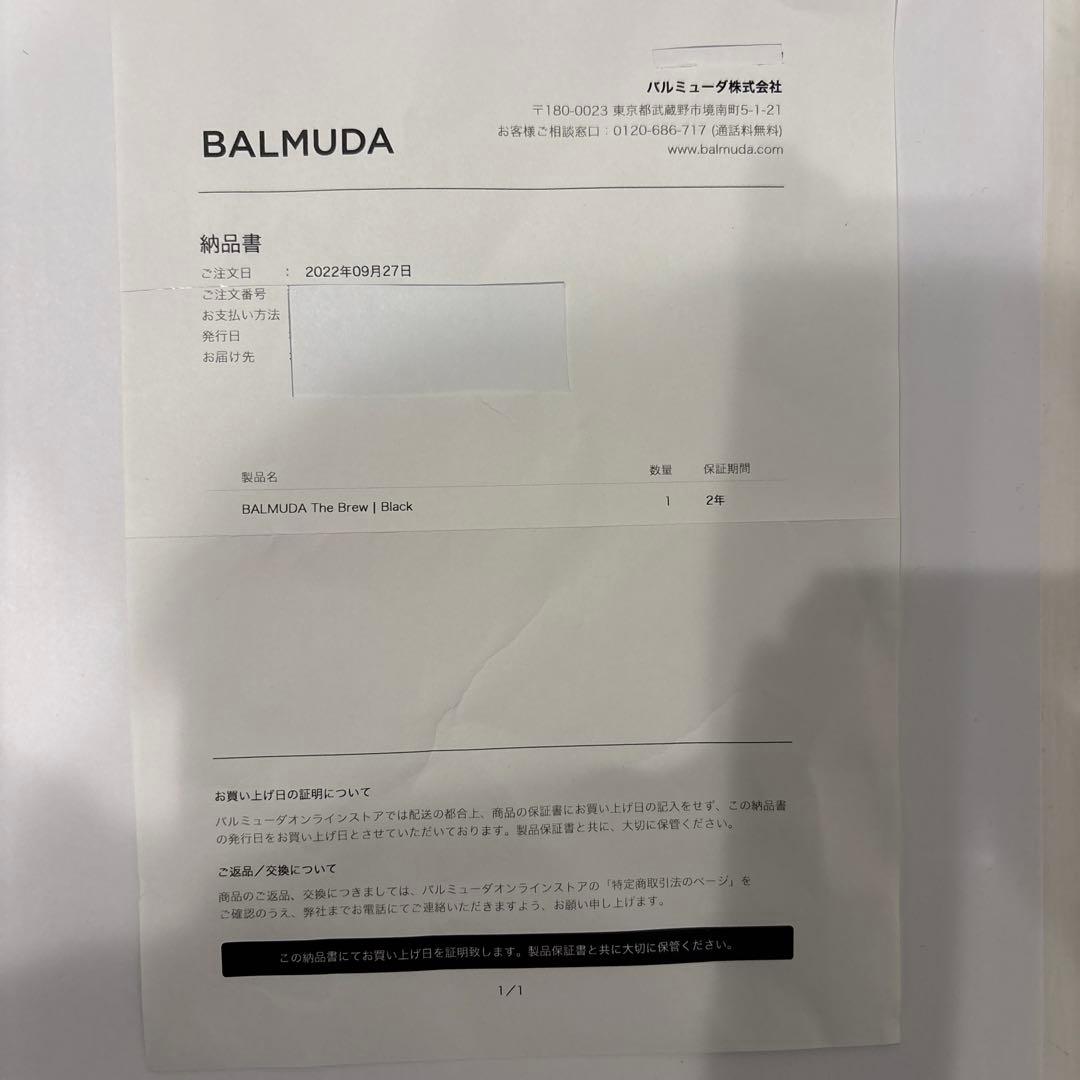 バルミューダ株式会社
〒180-0023 東京都武蔵野市境南町5-1-21
お客様ご相談窓口：0120-686-717 (通話料無料)
www.balmuda.com
BALMUDA
納品書
ご注文日 ： 2022年09月27日
ご注文番号
お支払い方法
発行日
お届け先 :
製品名 数量 保証期間
BALMUDA The Brew | Black 1 2年
お買い上げ日の証明について
バルミューダオンラインストアでは配送の都合上、商品の保証書にお買い上げ日の記入をせず、この納品書
の発行日をお買い上げ日とさせていただいております。製品保証書と共に、大切に保管ください。
ご返品／交換について
商品のご返品、交換につきましては、バルミューダオンラインストアの「特定商取引法のページ」を
ご確認のうえ、弊社までお電話にてご連絡いただきますよう、お願い申し上げます。
この納品書にてお買い上げ日を証明致します。製品保証書と共に大切に保管ください。
1／1